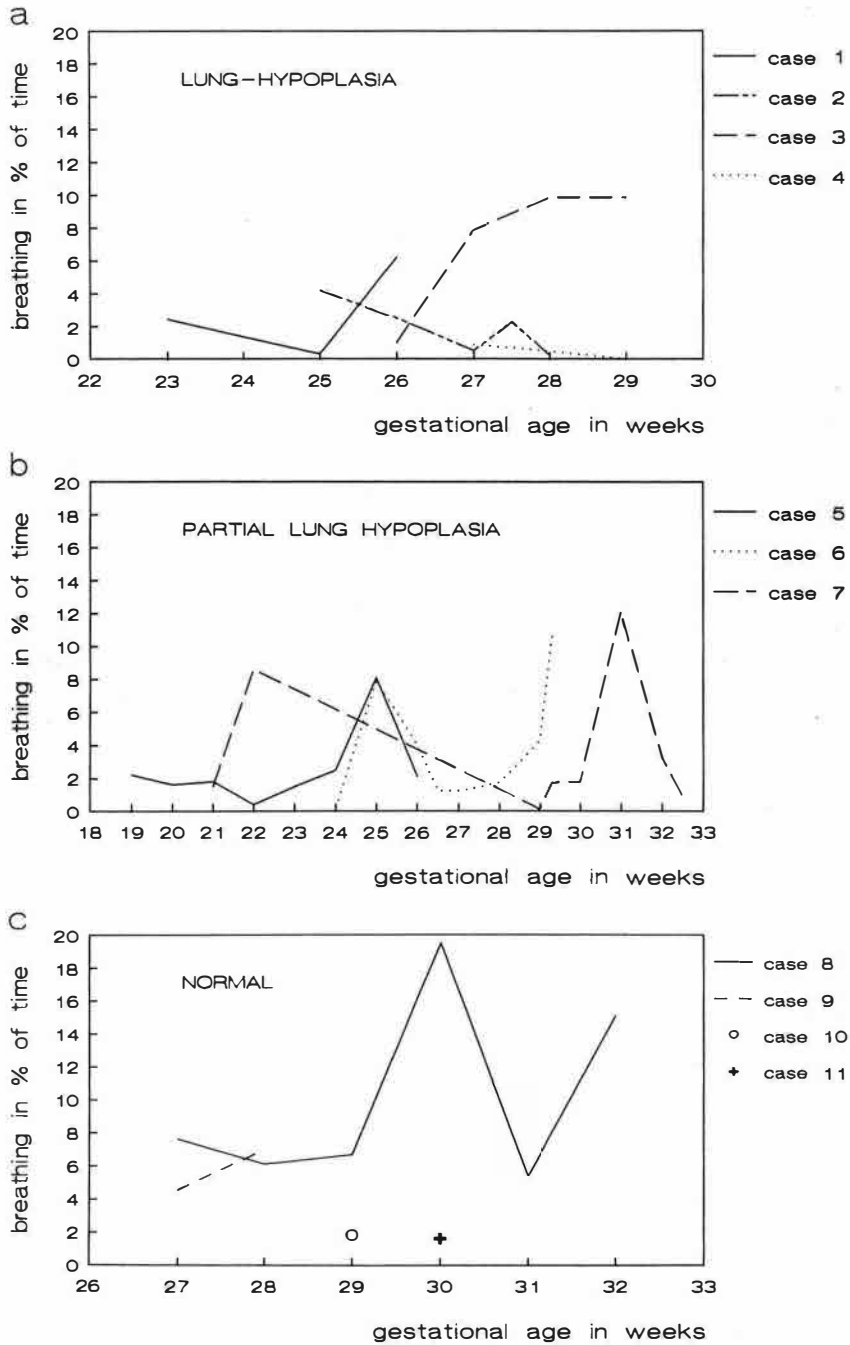 a
breathing in % of time
20
18
16
14
12
10
8
6
4
2
0
LUNG-HYPOPLASIA
case 1
case 2
case 3
case 4
22 23 24 25 26 27 28 29 30
gestational age in weeks
b
breathing in % of time
20
18
16
14
12
10
8
6
4
2
0
PARTIAL LUNG HYPOPLASIA
case 5
case 6
case 7
18 19 20 21 22 23 24 25 26 27 28 29 30 31 32 33
gestational age in weeks
c
breathing in % of time
20
18
16
14
12
10
8
6
4
2
0
NORMAL
case 8
case 9
case 10
case 11
26 27 28 29 30 31 32 33
gestational age in weeks